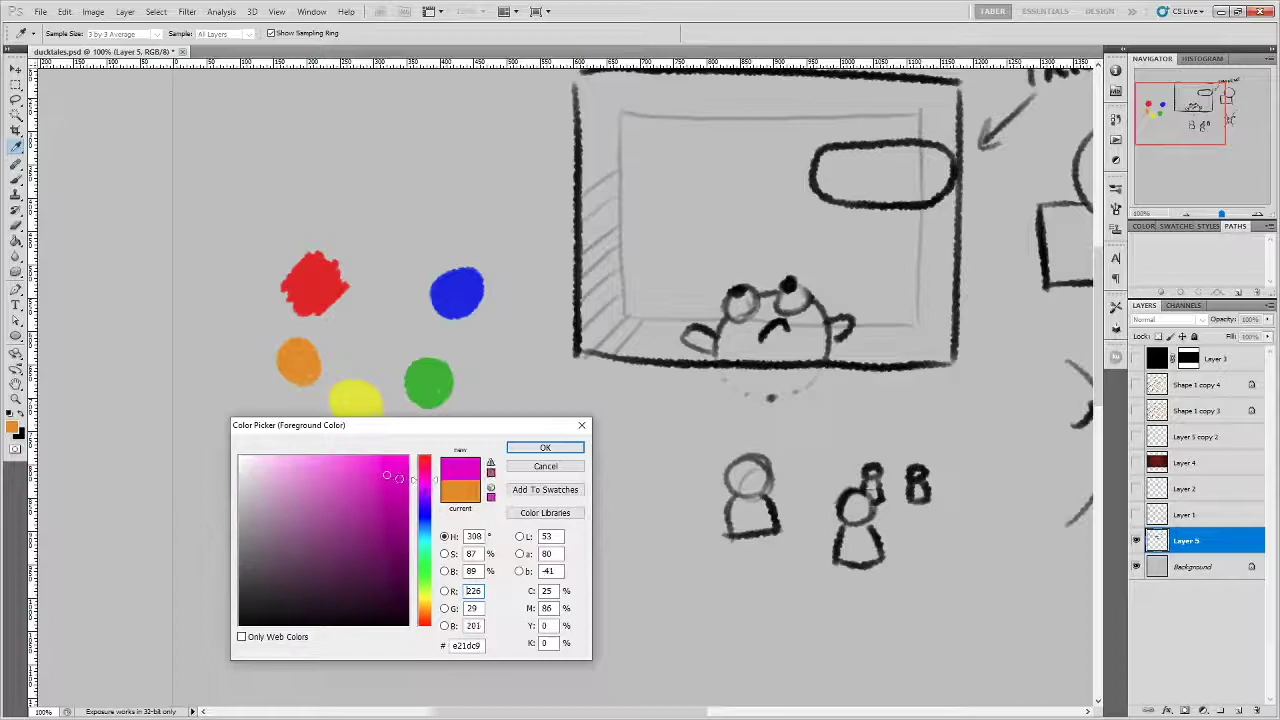 Ps
File Edit Image Layer Select Filter Analysis 3D View Window Help
TABER ESSENTIALS DESIGN CS Live
Sample Size: 3 by 3 Average Sample: All Layers Show Sampling Ring
ducktales.psd @ 100% (Layer 5, RGB/8) *
NAVIGATOR HISTOGRAM
100%
COLOR SWATCHE STYLES PATHS
LAYERS CHANNELS
Normal Opacity: 100%
Lock: Fill: 100%
Layer 3
Shape 1 copy 4
Shape 1 copy 3
Layer 5 copy 2
Layer 4
Layer 2
Layer 1
Layer 5
Background
B B
Color Picker (Foreground Color)
new
current
OK
Cancel
Add To Swatches
Color Libraries
H: 308 °
S: 87 %
B: 89 %
R: 226
G: 29
B: 201
L: 53
a: 80
b: -41
C: 25 %
M: 86 %
Y: 0 %
K: 0 %
# e21dc9
Only Web Colors
100% Exposure works in 32-bit only